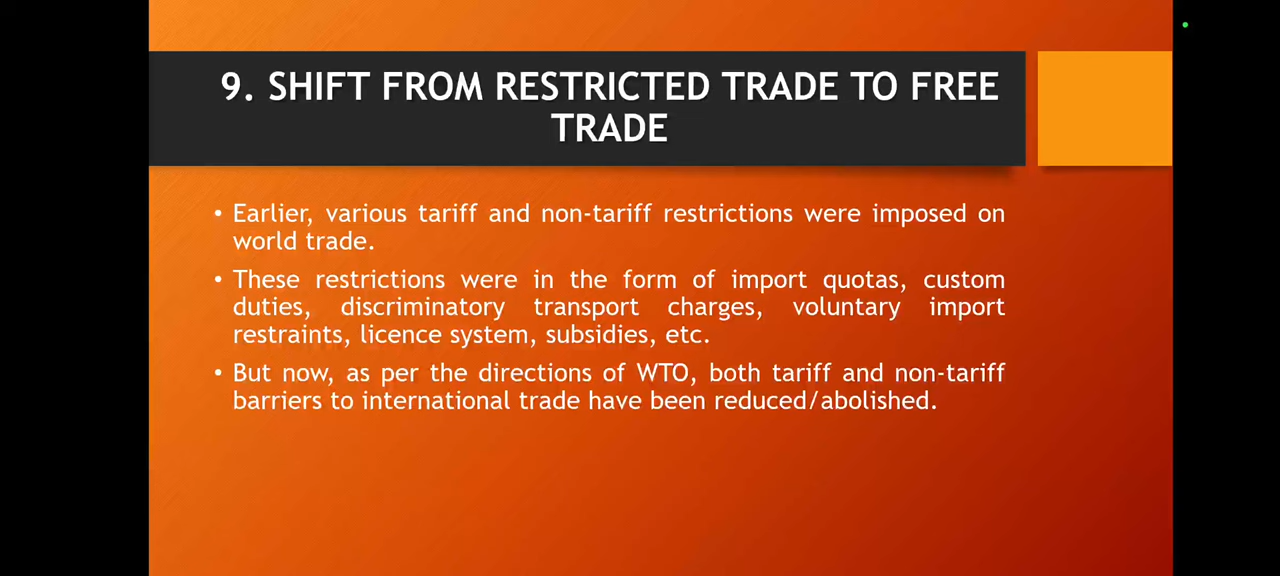 9. SHIFT FROM RESTRICTED TRADE TO FREE
TRADE
• Earlier, various tariff and non-tariff restrictions were imposed on
world trade.
• These restrictions were in the form of import quotas, custom
duties, discriminatory transport charges, voluntary import
restraints, licence system, subsidies, etc.
• But now, as per the directions of WTO, both tariff and non-tariff
barriers to international trade have been reduced/abolished.